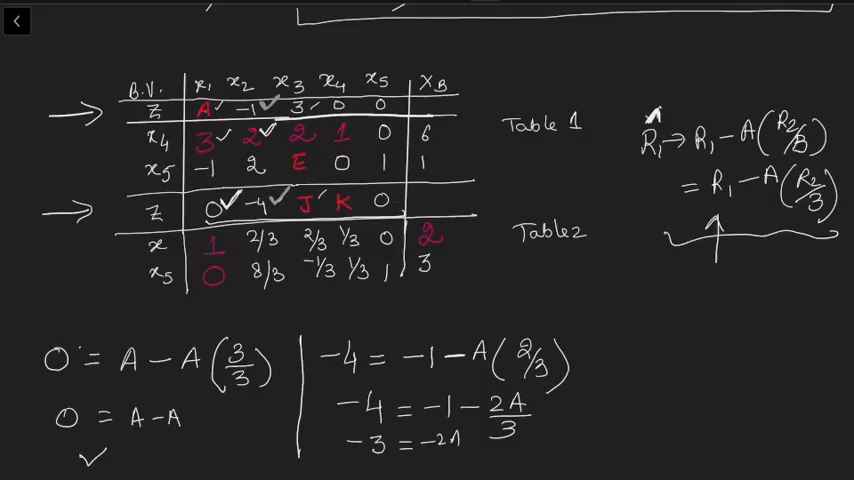 B.V. x₁ x₂ x₃ x₄ x₅ X_B
Z A -1 3 0 0
x₄ 3 2 2 1 0 6
x₅ -1 2 E 0 1 1
Z 0 -4 J K 0
x 1 2/3 2/3 1/3 0 2
x₅ 0 8/3 -1/3 1/3 1 3
Table 1
Table2
R₁ → R₁ - A(R₂/B)
= R₁ - A(R₂/3)
0 = A - A(3/3)
0 = A - A
-4 = -1 - A(2/3)
-4 = -1 - 2A/3
-3 = -2A